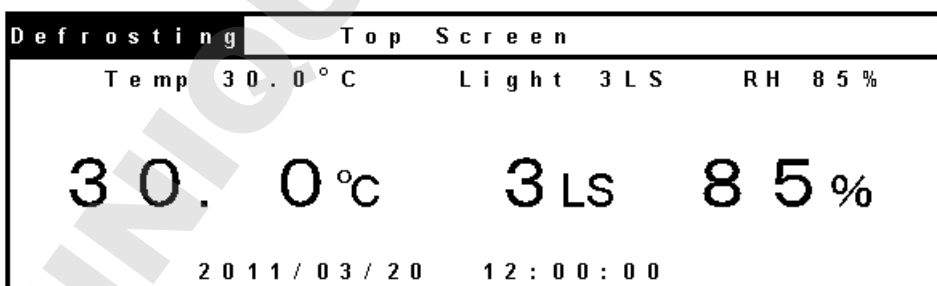 Defrosting Top Screen
Temp 30.0°C Light 3LS RH 85%
30.0℃ 3LS 85%
2011/03/20 12:00:00